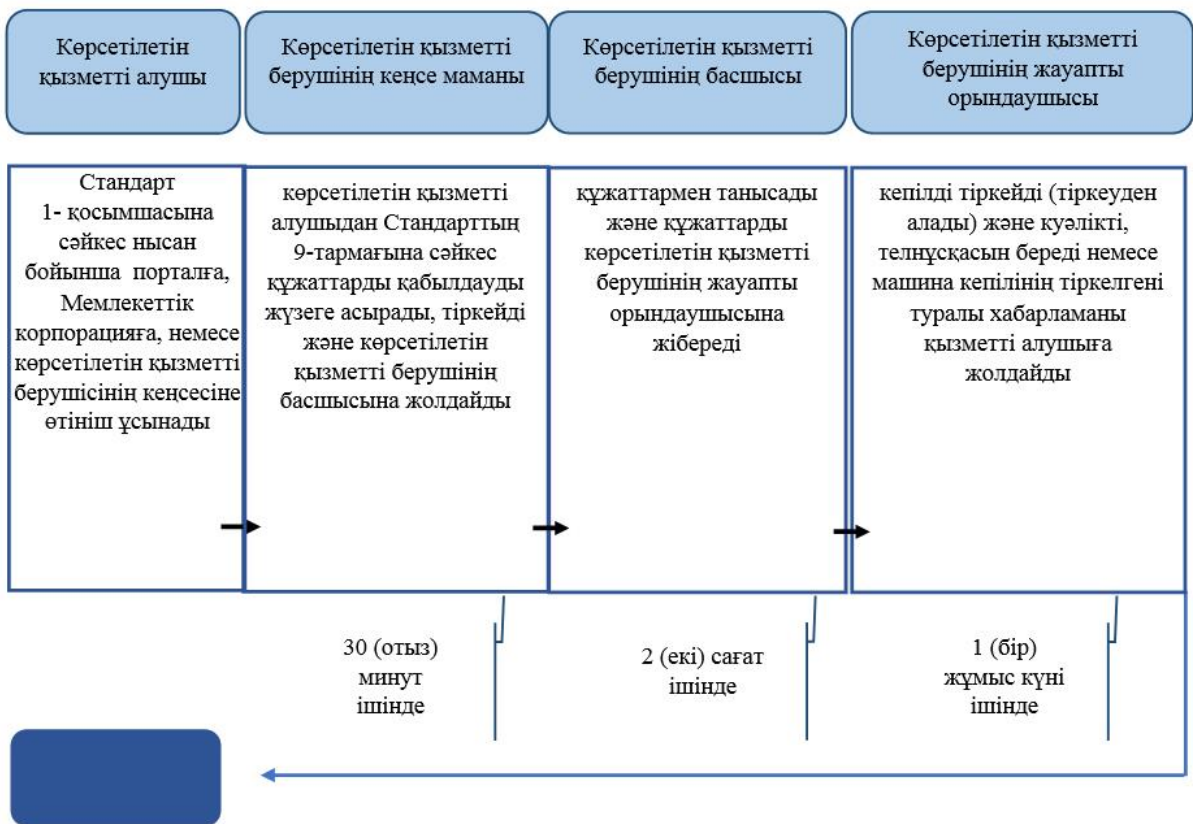 Көрсетілетін
қызметті алушы
Көрсетілетін қызметті
берушінің кеңсе маманы
Көрсетілетін қызметті
берушінің басшысы
Көрсетілетін қызметті
берушінің жауапты
орындаушысы
Стандарт
1- қосымшасына
сәйкес нысан
бойынша порталға,
Мемлекеттік
корпорацияға, немесе
көрсетілетін қызметті
берушісінің кеңсесіне
өтініш ұсынады
көрсетілетін қызметті
алушыдан Стандарттың
9-тармағына сәйкес
құжаттарды қабылдауды
жүзеге асырады, тіркейді
және көрсетілетін
қызметті берушінің
басшысына жолдайды
құжаттармен танысады
және құжаттарды
көрсетілетін қызметті
берушінің жауапты
орындаушысына
жібереді
кепілді тіркейді (тіркеуден
алады) және куәлікті,
телнұсқасын береді немесе
машина кепілінің тіркелгені
туралы хабарламаны
қызметті алушыға
жолдайды
30 (отыз)
минут
ішінде
2 (екі) сағат
ішінде
1 (бір)
жұмыс күні
ішінде